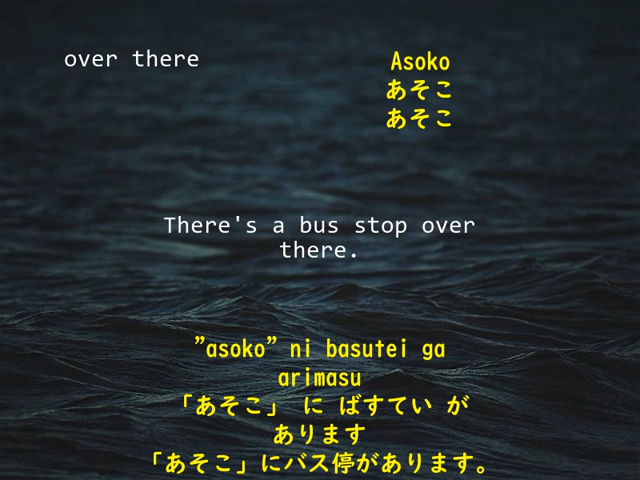 over there
Asoko
あそこ
あそこ
There's a bus stop over
there.
”asoko” ni basutei ga
arimasu
「あそこ」 に ばすてい が
あります
「あそこ」にバス停があります。